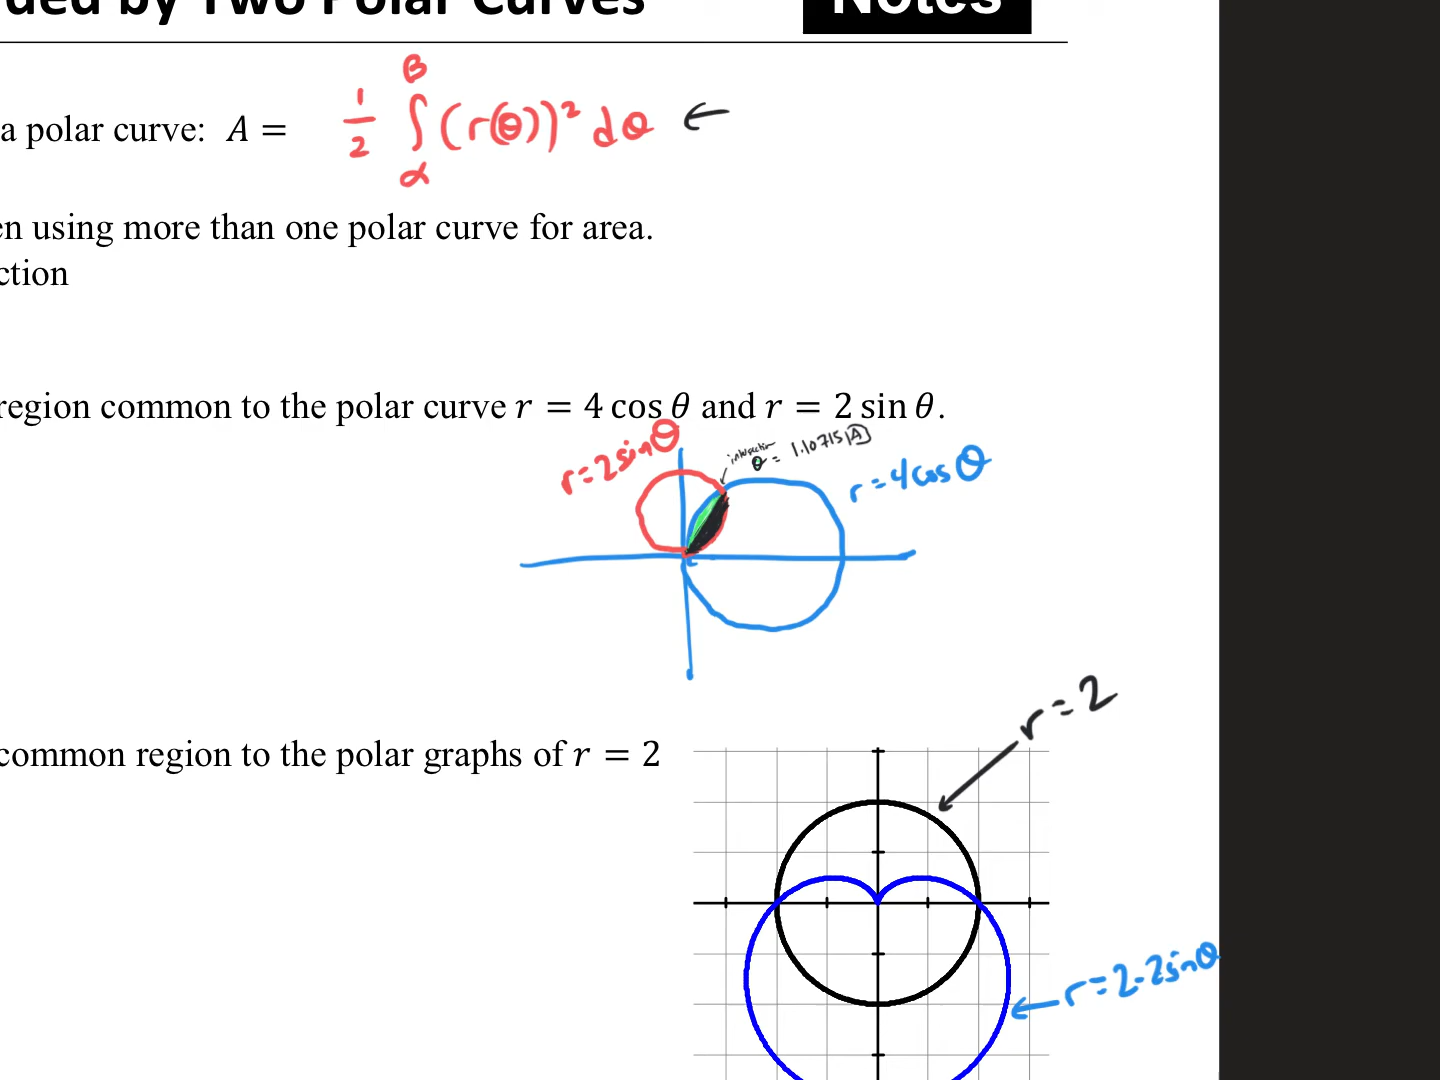 ded by Two Polar Curves
Notes
a polar curve: A = 1/2 ∫ α β (r(θ))² dθ ←
en using more than one polar curve for area.
ction
region common to the polar curve r = 4 cos θ and r = 2 sin θ.
r=2sinθ
intersection
θ = 1.10715 A
r=4cosθ
r=2
common region to the polar graphs of r = 2
r=2-2sinθ